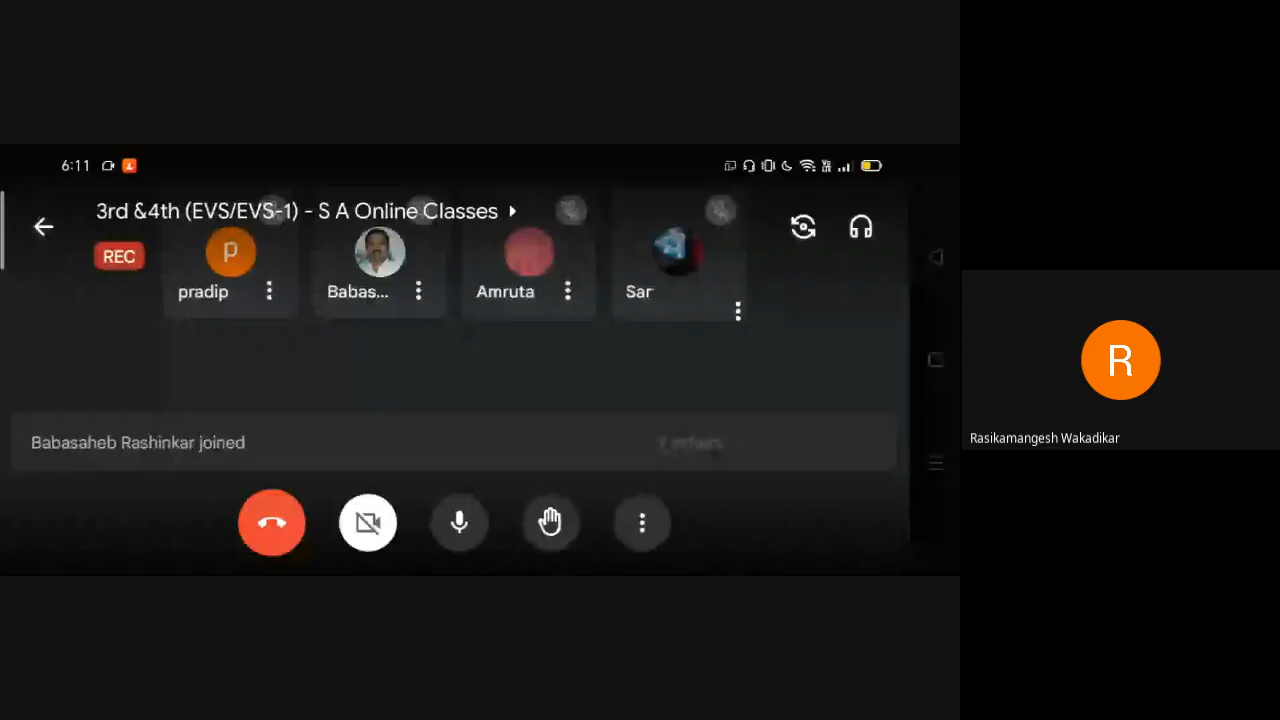 6:11
3rd &4th (EVS/EVS-1) - S A Online Classes
REC
P
pradip
Babas...
Amruta
Sar
Babasaheb Rashinkar joined
R
Rasikamangesh Wakadikar